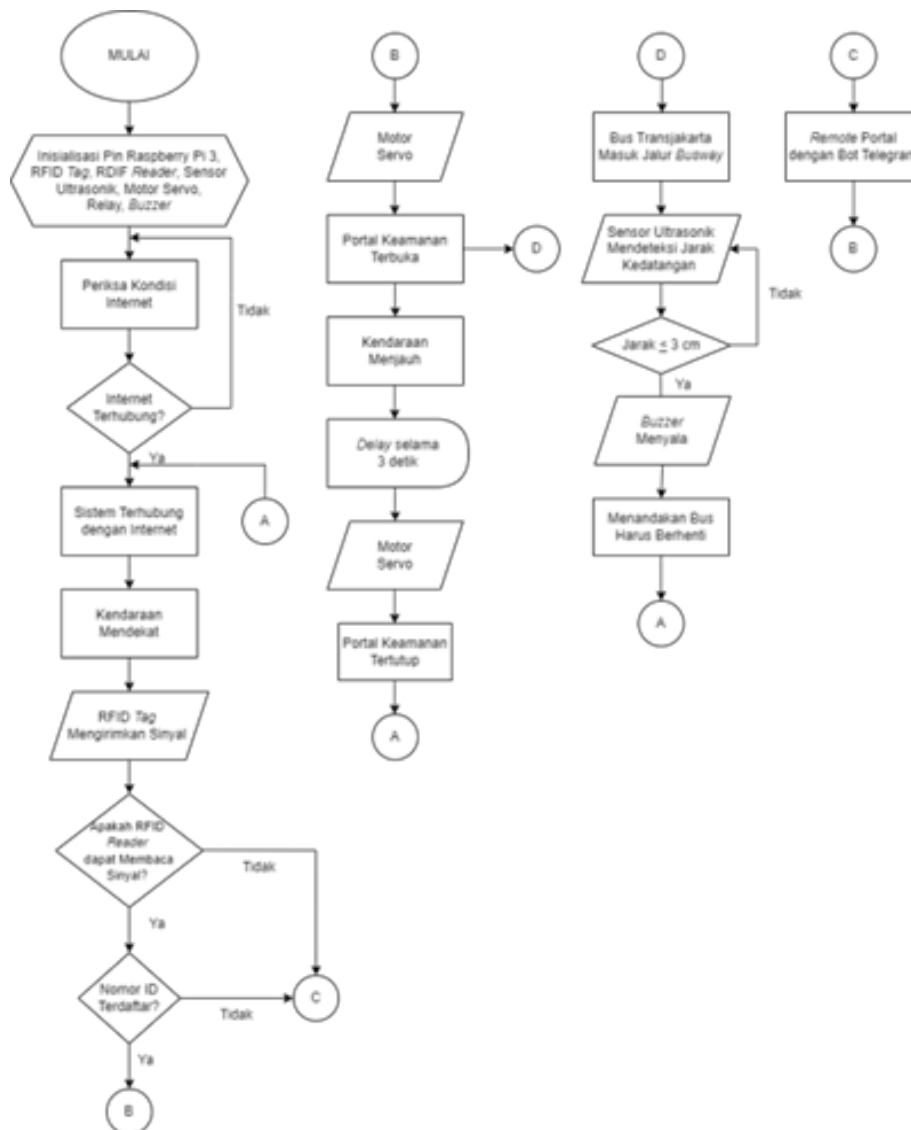 MULAI
Inisialisasi Pin Raspberry Pi 3,
RFID Tag, RDIF Reader, Sensor
Ultrasonik, Motor Servo,
Relay, Buzzer
Periksa Kondisi
Internet
Tidak
Internet
Terhubung?
Ya
A
Sistem Terhubung
dengan Internet
Kendaraan
Mendekat
RFID Tag
Mengirimkan Sinyal
Apakah RFID
Reader
dapat Membaca
Sinyal?
Tidak
Ya
Nomor ID
Terdaftar?
Tidak
C
Ya
B
B
Motor
Servo
Portal Keamanan
Terbuka
D
Kendaraan
Menjauh
Delay selama
3 detik
Motor
Servo
Portal Keamanan
Tertutup
A
D
Bus Transjakarta
Masuk Jalur Busway
Sensor Ultrasonik
Mendeteksi Jarak
Kedatangan
Tidak
Jarak ≤ 3 cm
Ya
Buzzer
Menyala
Menandakan Bus
Harus Berhenti
A
C
Remote Portal
dengan Bot Telegran
B